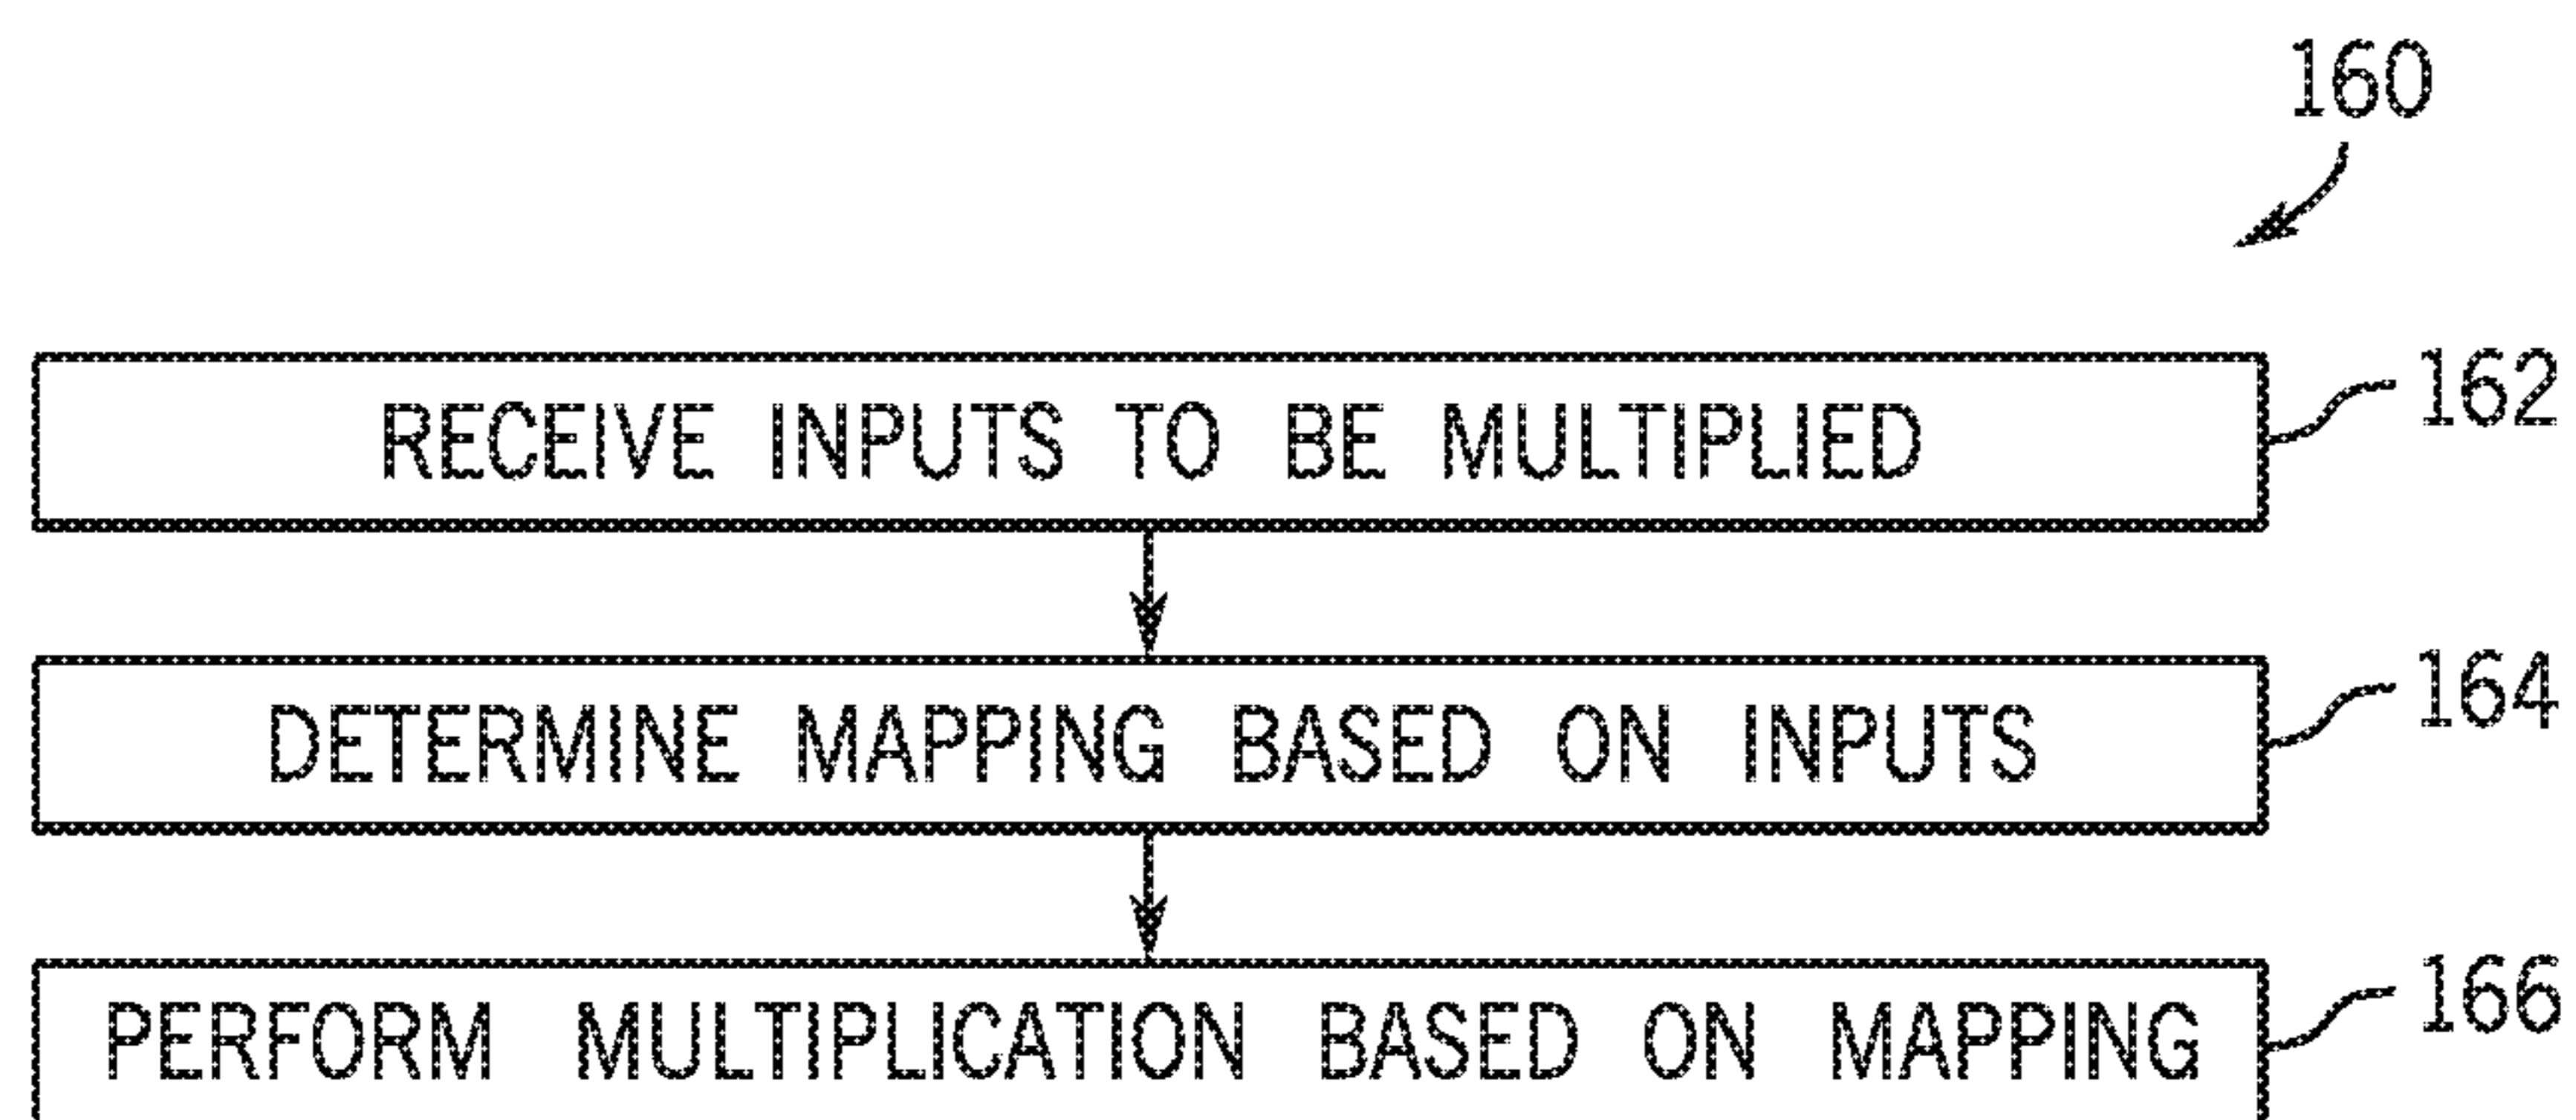 160
RECEIVE INPUTS TO BE MULTIPLIED
162
DETERMINE MAPPING BASED ON INPUTS
164
PERFORM MULTIPLICATION BASED ON MAPPING
166